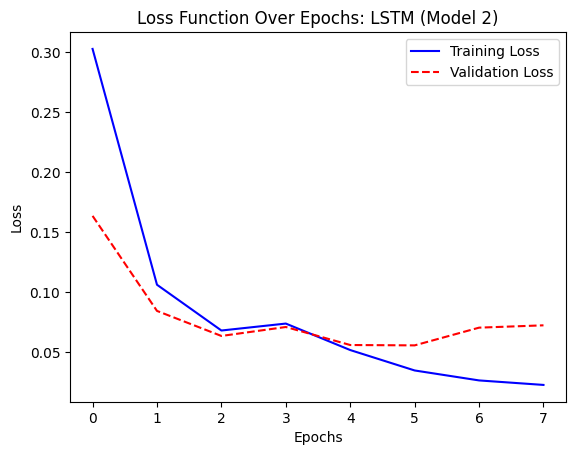 Loss Function Over Epochs: LSTM (Model 2)
Training Loss
Validation Loss
Loss
0.30
0.25
0.20
0.15
0.10
0.05
0 1 2 3 4 5 6 7
Epochs